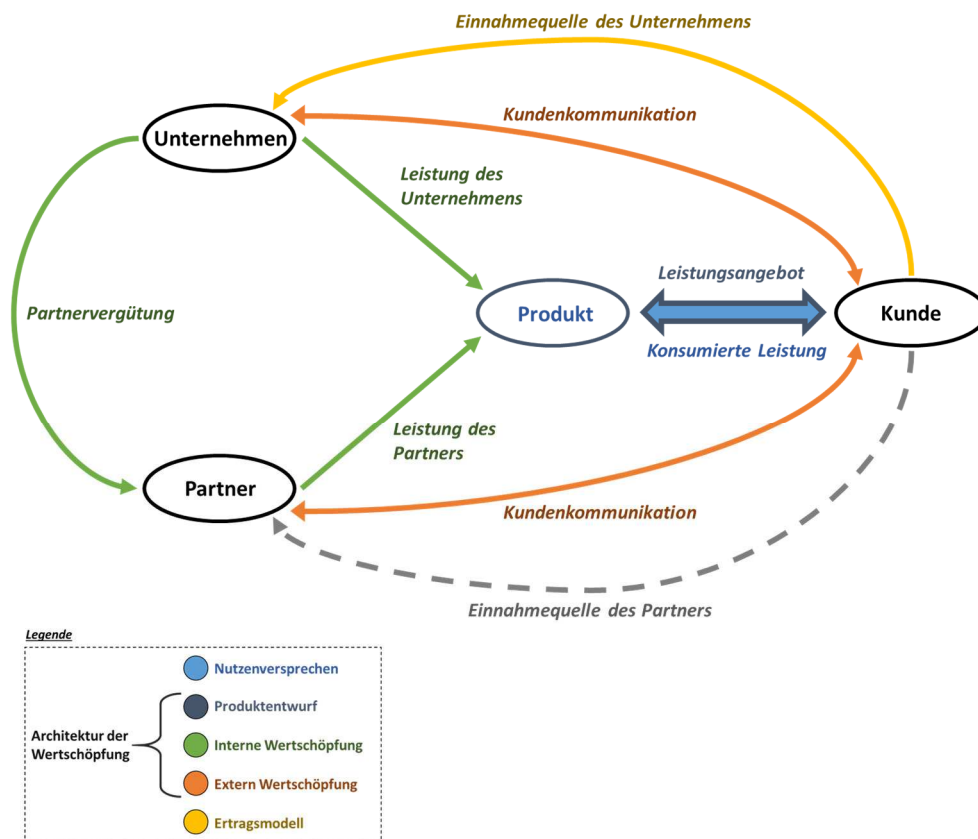 Einnahmequelle des Unternehmens
Kundenkommunikation
Unternehmen
Leistung des
Unternehmens
Leistungsangebot
Partnervergütung
Produkt
Kunde
Konsumierte Leistung
Leistung des
Partners
Partner
Kundenkommunikation
Einnahmequelle des Partners
Legende
Nutzenversprechen
Produktentwurf
Architektur der
Wertschöpfung
Interne Wertschöpfung
Extern Wertschöpfung
Ertragsmodell